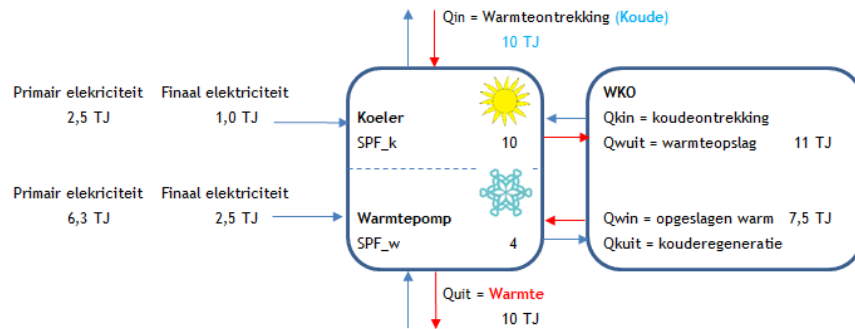 Qin = Warmteontrekking (Koude)
10 TJ
Primair elekriciteit Finaal elektriciteit
2,5 TJ 1,0 TJ
Koeler
SPF_k 10
WKO
Qkin = koudeontrekking
Qwuit = warmteopslag 11 TJ
Primair elekriciteit Finaal elektriciteit
6,3 TJ 2,5 TJ
Warmtepomp
SPF_w 4
Qwin = opgeslagen warm 7,5 TJ
Qkuit = kouderegeneratie
Quit = Warmte
10 TJ